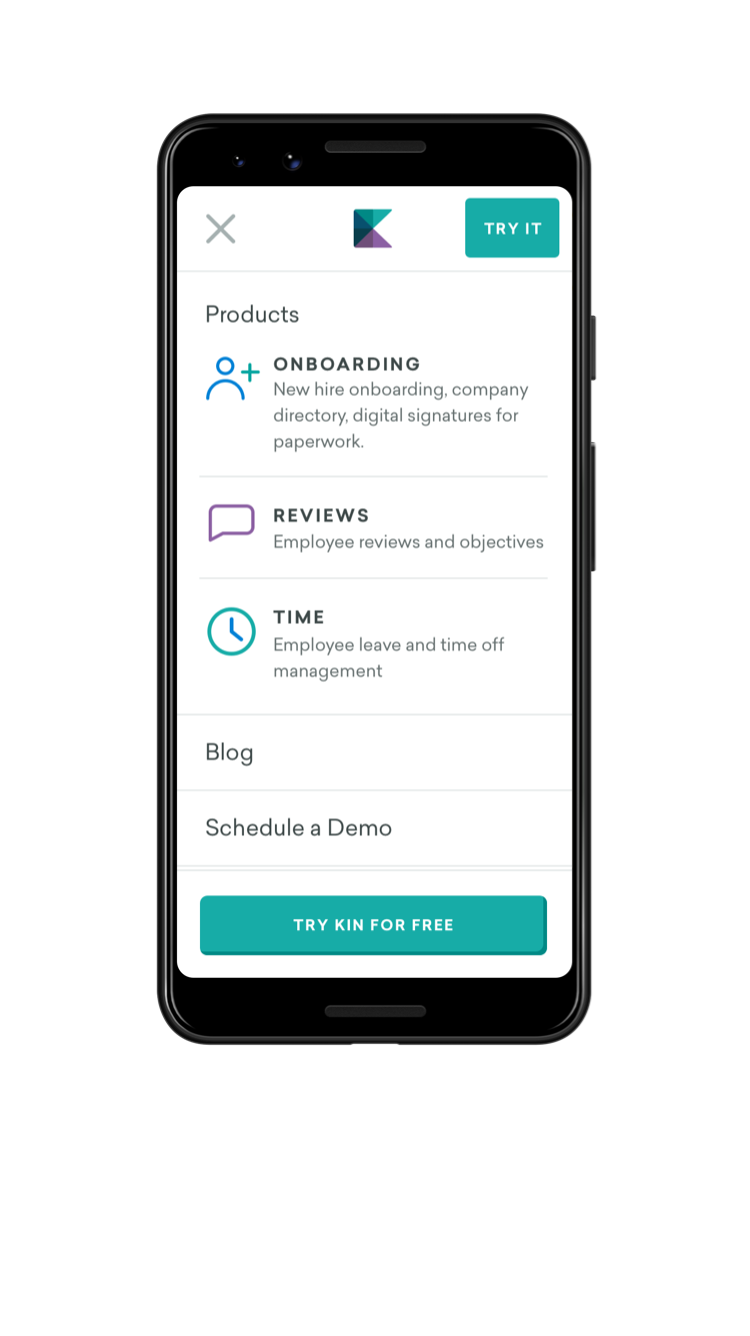 TRY IT
Products
ONBOARDING
New hire onboarding, company
directory, digital signatures for
paperwork.
REVIEWS
Employee reviews and objectives
TIME
Employee leave and time off
management
Blog
Schedule a Demo
TRY KIN FOR FREE